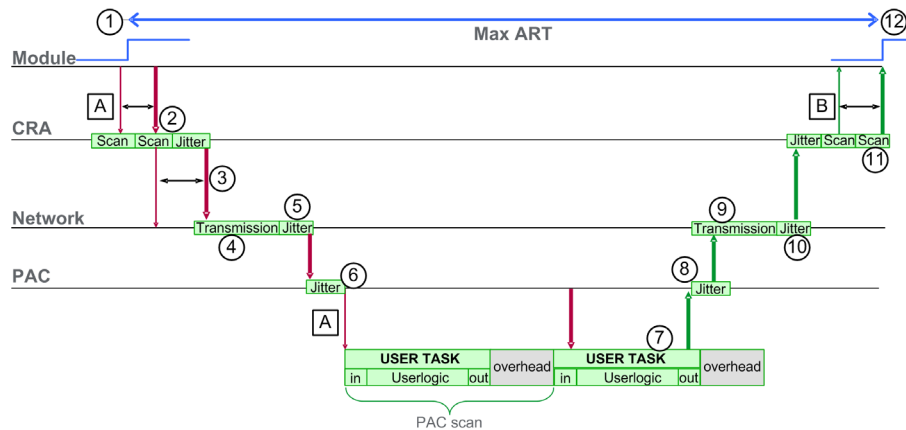 1
12
Max ART
Module
A
2
B
CRA
Scan
Scan
Jitter
Jitter
Scan
Scan
11
3
Network
5
9
Transmission
Jitter
Transmission
Jitter
4
10
PAC
6
8
Jitter
Jitter
A
7
USER TASK
overhead
USER TASK
overhead
in
Userlogic
out
in
Userlogic
out
PAC scan